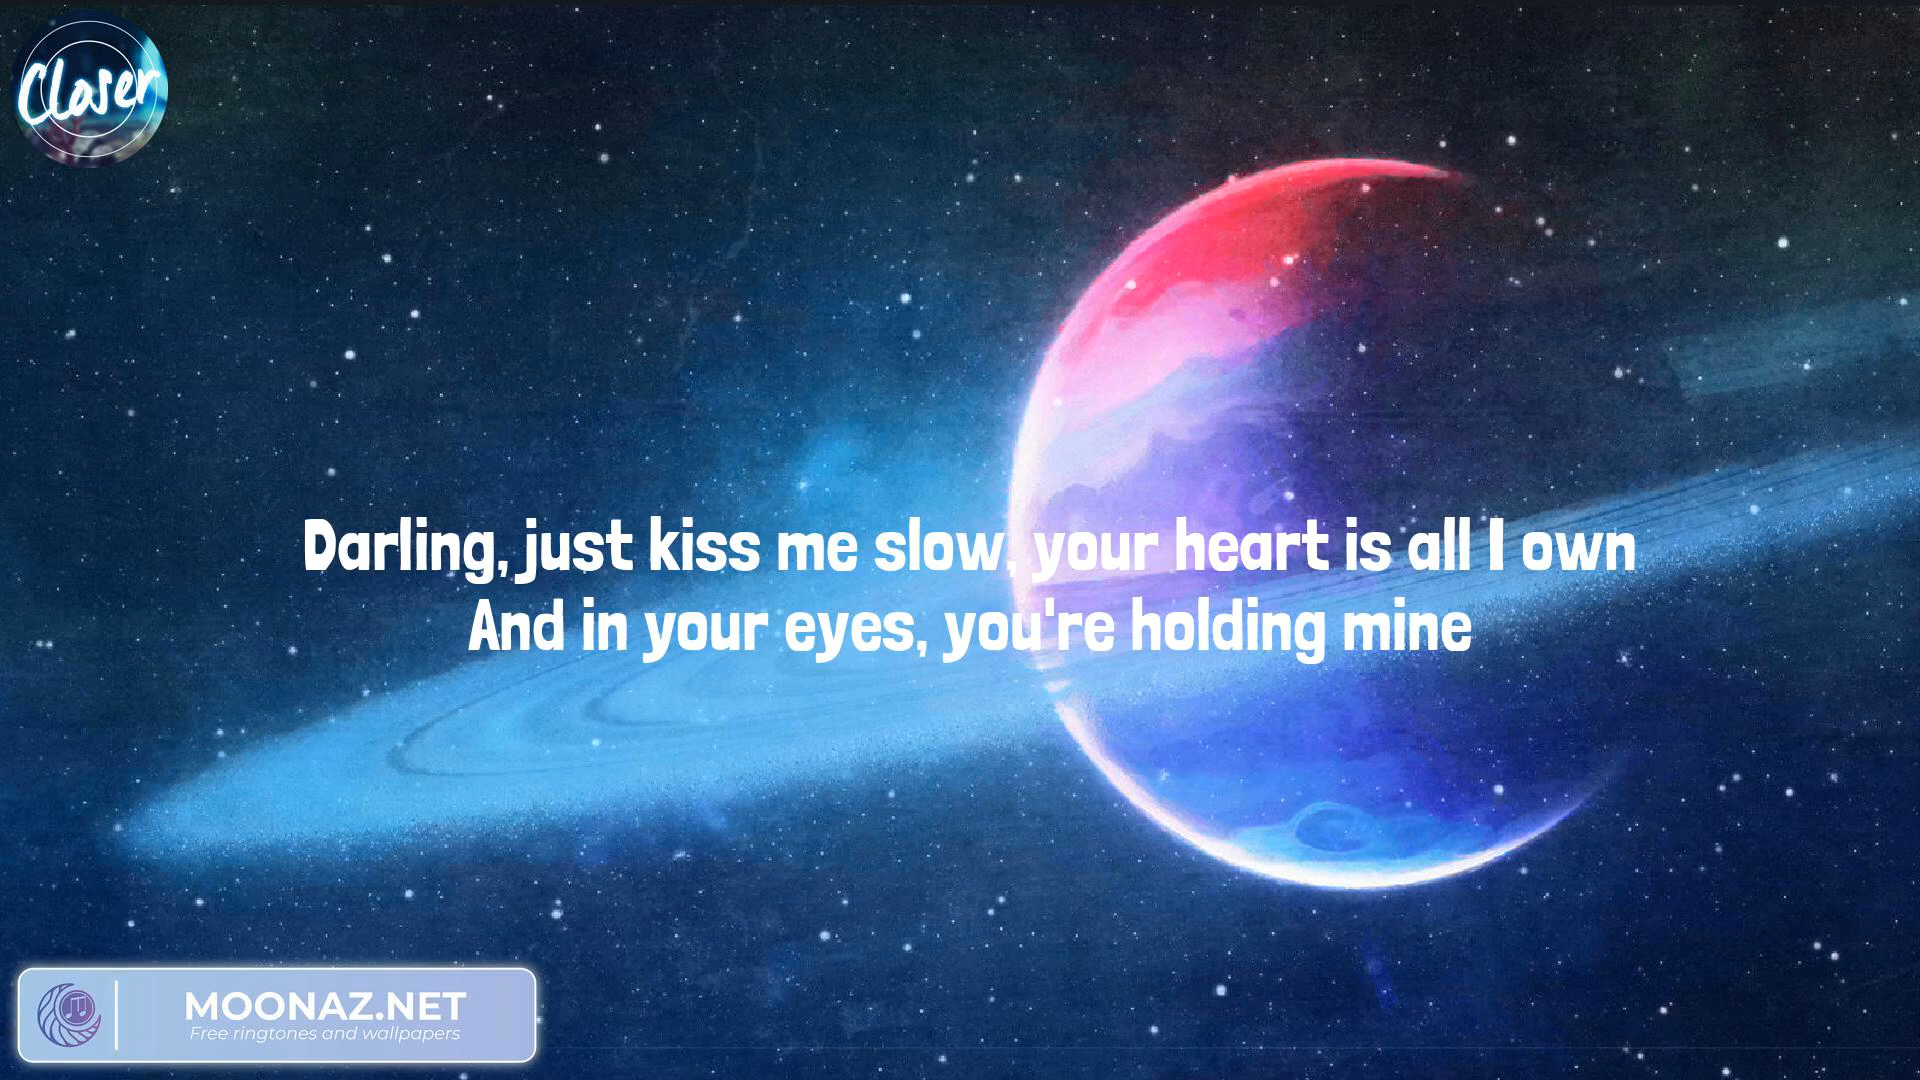 Closer
Darling, just kiss me slow, your heart is all I own
And in your eyes, you're holding mine
MOONAZ.NET
Free ringtones and wallpapers